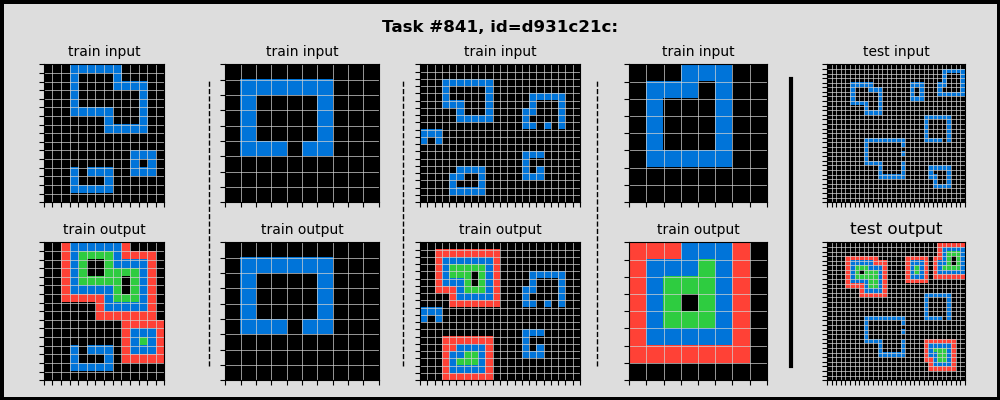 Task #841, id=d931c21c:
train input train input train input train input test input
train output train output train output train output test output